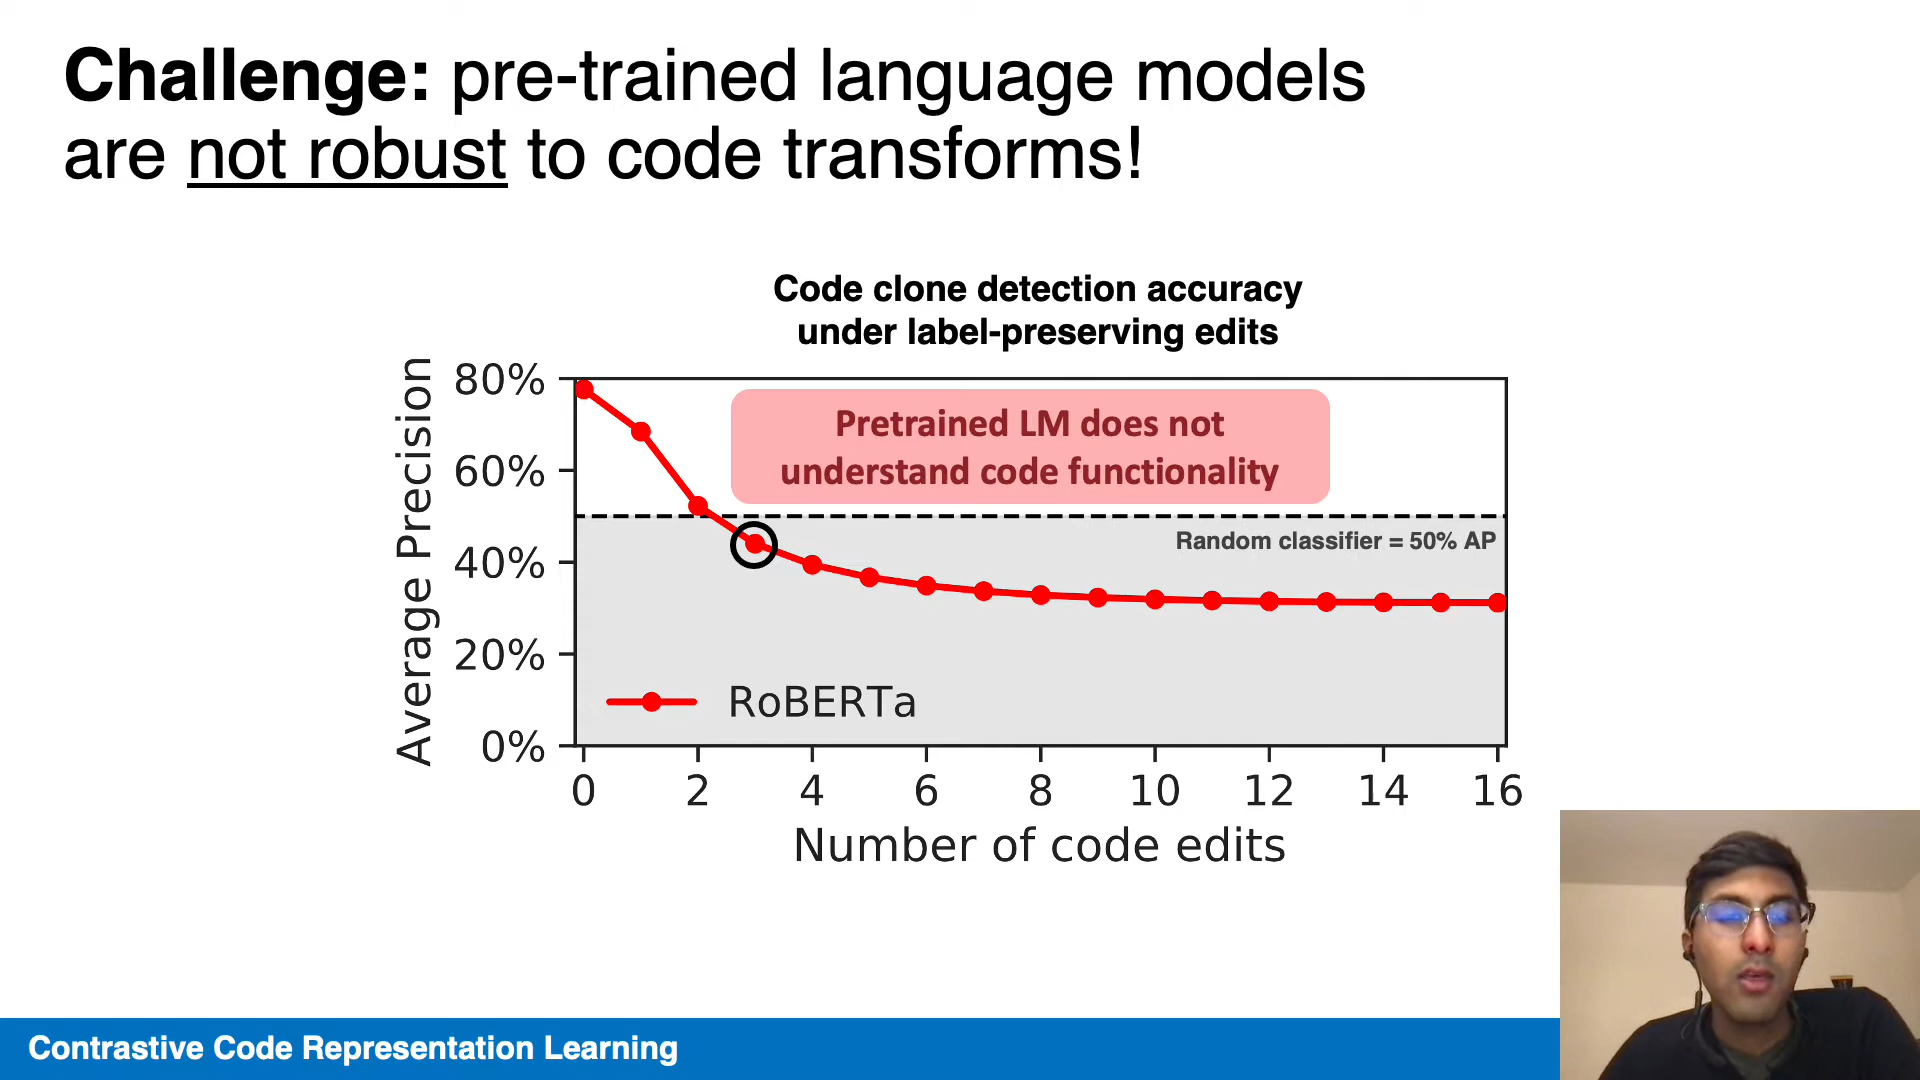 Challenge: pre-trained language models
are not robust to code transforms!
Code clone detection accuracy
under label-preserving edits
Average Precision
80%
60%
40%
20%
0%
Pretrained LM does not
understand code functionality
Random classifier = 50% AP
RoBERTa
0 2 4 6 8 10 12 14 16
Number of code edits
Contrastive Code Representation Learning